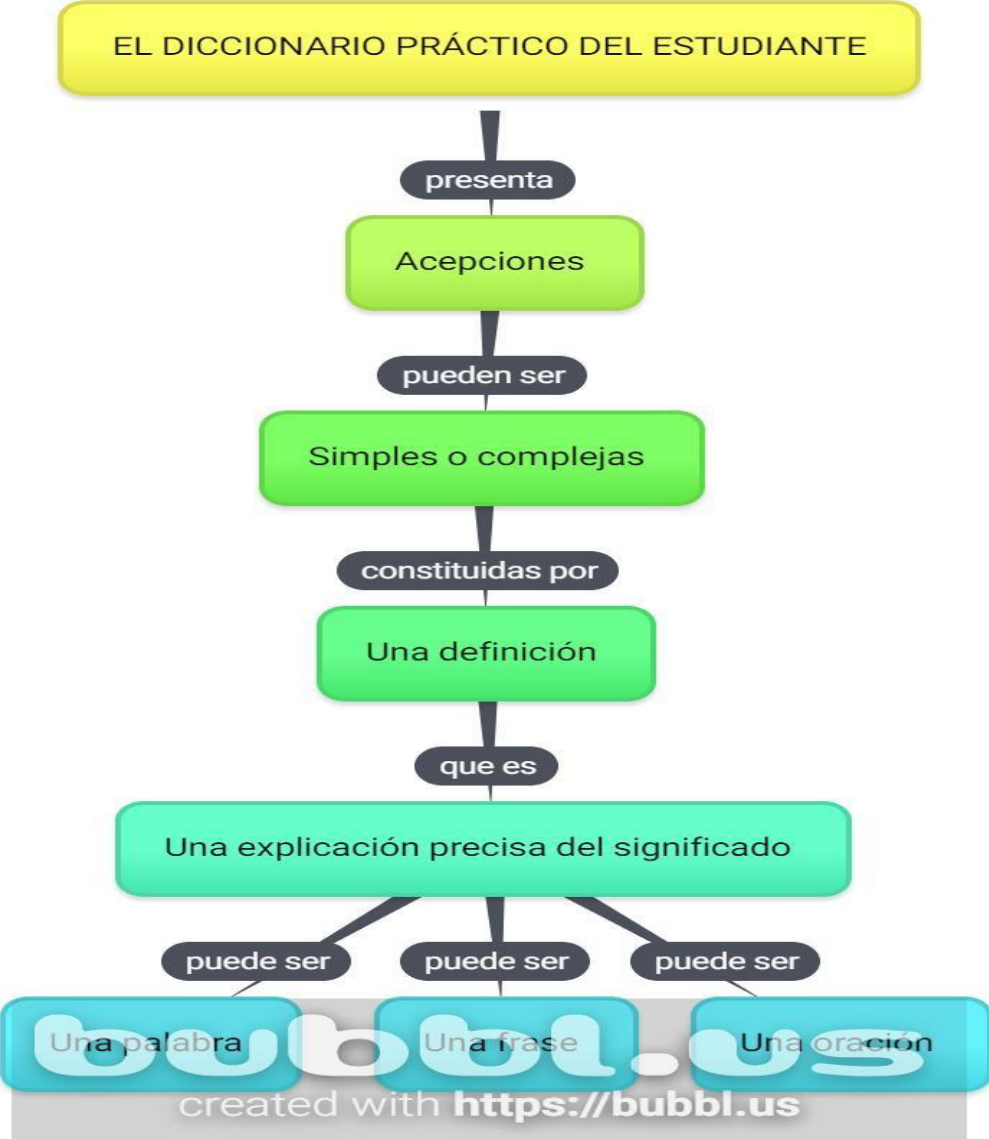 EL DICCIONARIO PRÁCTICO DEL ESTUDIANTE
presenta
Acepciones
pueden ser
Simples o complejas
constituidas por
Una definición
que es
Una explicación precisa del significado
puede ser puede ser puede ser
Una palabra Una frase Una oración
bubbl.us
created with https://bubbl.us